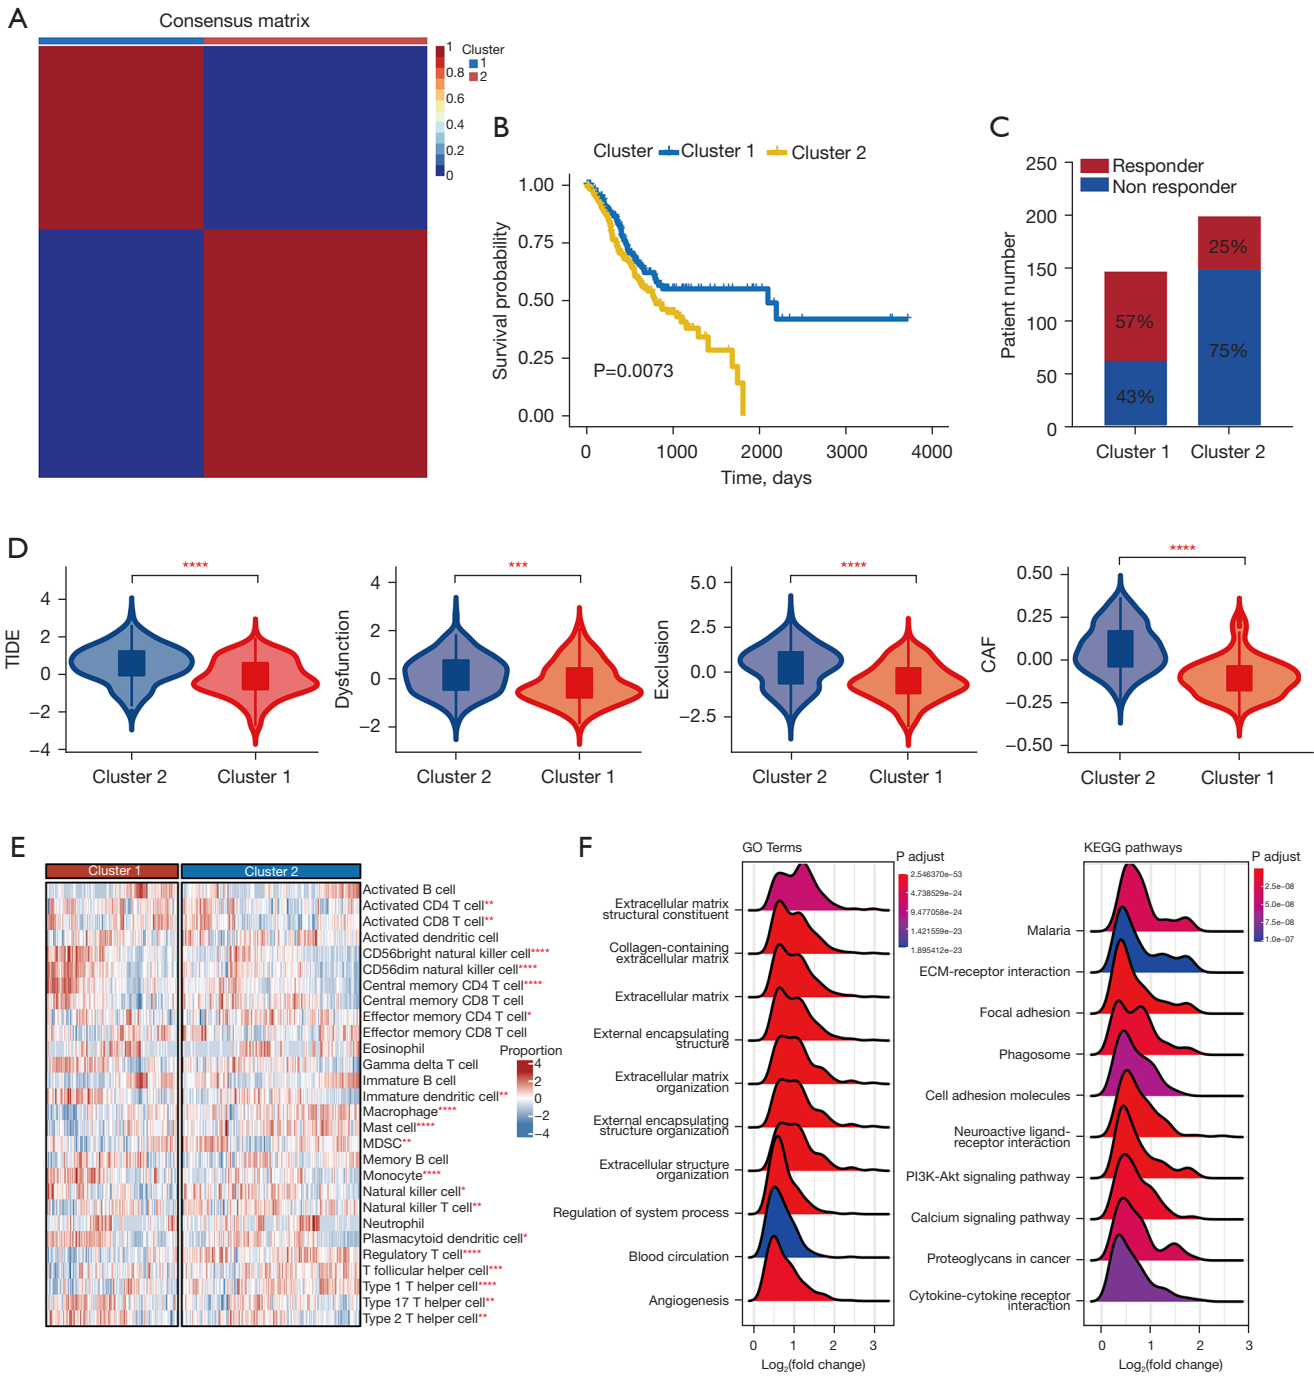 A
Consensus matrix
1
0.8
0.6
0.4
0.2
0
Cluster
1
2
B
Cluster
Cluster 1
Cluster 2
Survival probability
1.00
0.75
0.50
0.25
0.00
P=0.0073
0
1000
2000
3000
4000
Time, days
C
Responder
Non responder
Patient number
250
200
150
100
50
0
57%
43%
25%
75%
Cluster 1
Cluster 2
D
TIDE
4
2
0
−2
−4
****
Cluster 2
Cluster 1
Dysfunction
4
2
0
−2
***
Cluster 2
Cluster 1
Exclusion
5.0
2.5
0.0
−2.5
****
Cluster 2
Cluster 1
CAF
0.50
0.25
0.00
−0.25
−0.50
****
Cluster 2
Cluster 1
E
Cluster 1
Cluster 2
Activated B cell
Activated CD4 T cell**
Activated CD8 T cell**
Activated dendritic cell
CD56bright natural killer cell****
CD56dim natural killer cell****
Central memory CD4 T cell****
Central memory CD8 T cell
Effector memory CD4 T cell*
Effector memory CD8 T cell
Eosinophil
Gamma delta T cell
Immature B cell
Immature dendritic cell**
Macrophage****
Mast cell****
MDSC**
Memory B cell
Monocyte****
Natural killer cell*
Natural killer T cell**
Neutrophil
Plasmacytoid dendritic cell*
Regulatory T cell****
T follicular helper cell***
Type 1 T helper cell****
Type 17 T helper cell**
Type 2 T helper cell**
Proportion
4
2
0
−2
−4
F
GO Terms
Extracellular matrix
structural constituent
Collagen-containing
extracellular matrix
Extracellular matrix
External encapsulating
structure
Extracellular matrix
organization
External encapsulating
structure organization
Extracellular structure
organization
Regulation of system process
Blood circulation
Angiogenesis
0
1
2
3
Log₂(fold change)
P adjust
2.546370e−53
4.738529e−24
9.477058e−24
1.421559e−23
1.895412e−23
KEGG pathways
Malaria
ECM-receptor interaction
Focal adhesion
Phagosome
Cell adhesion molecules
Neuroactive ligand-
receptor interaction
PI3K-Akt signaling pathway
Calcium signaling pathway
Proteoglycans in cancer
Cytokine-cytokine receptor
interaction
0
1
2
3
Log₂(fold change)
P adjust
2.5e−08
5.0e−08
7.5e−08
1.0e−07